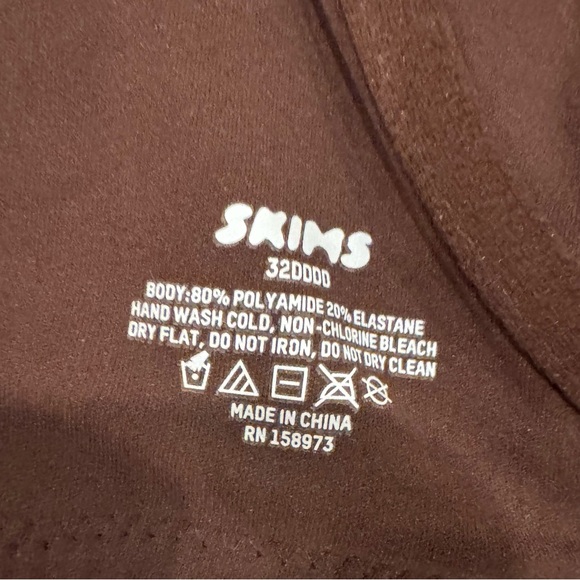 SKIMS
32DDDD
BODY:80% POLYAMIDE 20% ELASTANE
HAND WASH COLD, NON-CHLORINE BLEACH
DRY FLAT, DO NOT IRON, DO NOT DRY CLEAN
MADE IN CHINA
RN 158973